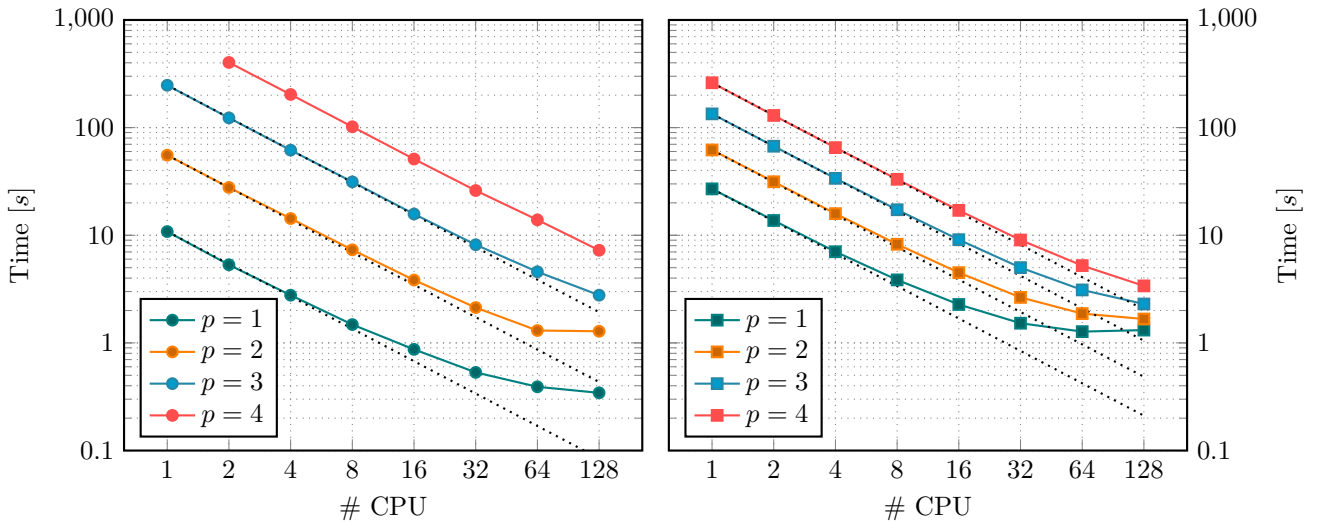 1,000
100
10
1
0.1
Time [s]
p = 1
p = 2
p = 3
p = 4
1 2 4 8 16 32 64 128
# CPU
p = 1
p = 2
p = 3
p = 4
1 2 4 8 16 32 64 128
# CPU
1,000
100
10
1
0.1
Time [s]